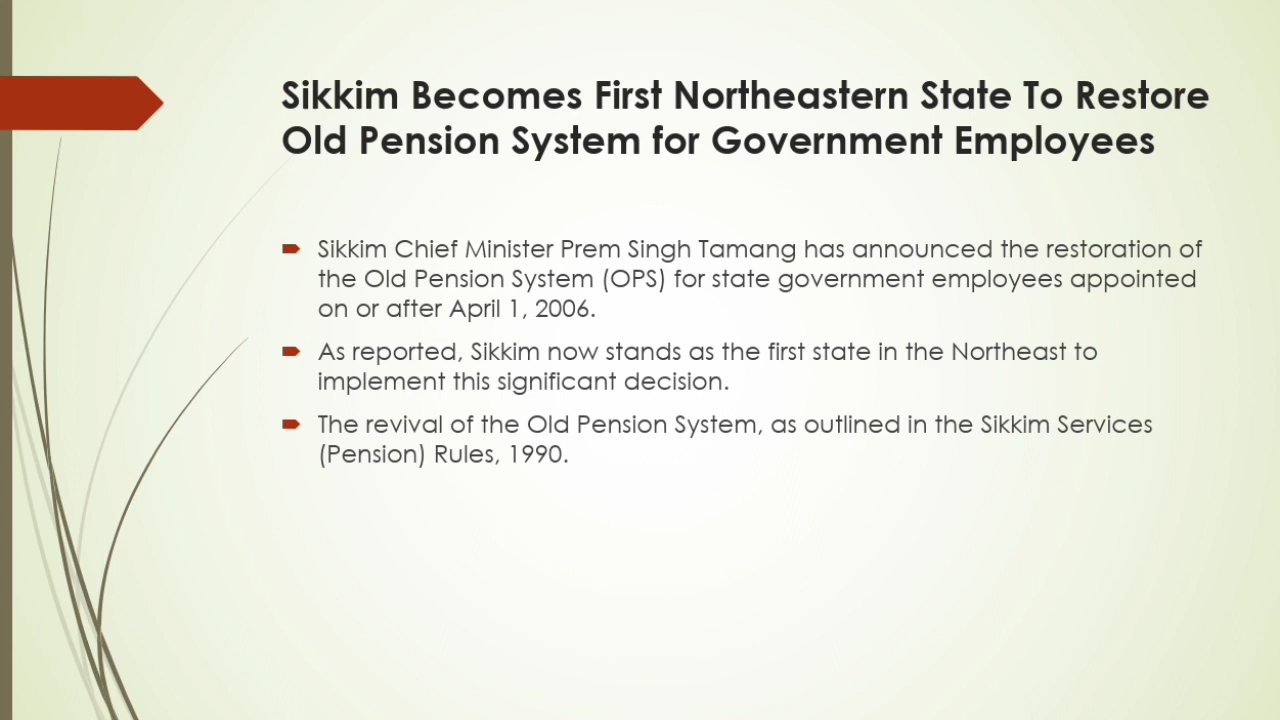 Sikkim Becomes First Northeastern State To Restore
Old Pension System for Government Employees
Sikkim Chief Minister Prem Singh Tamang has announced the restoration of
the Old Pension System (OPS) for state government employees appointed
on or after April 1, 2006.
As reported, Sikkim now stands as the first state in the Northeast to
implement this significant decision.
The revival of the Old Pension System, as outlined in the Sikkim Services
(Pension) Rules, 1990.